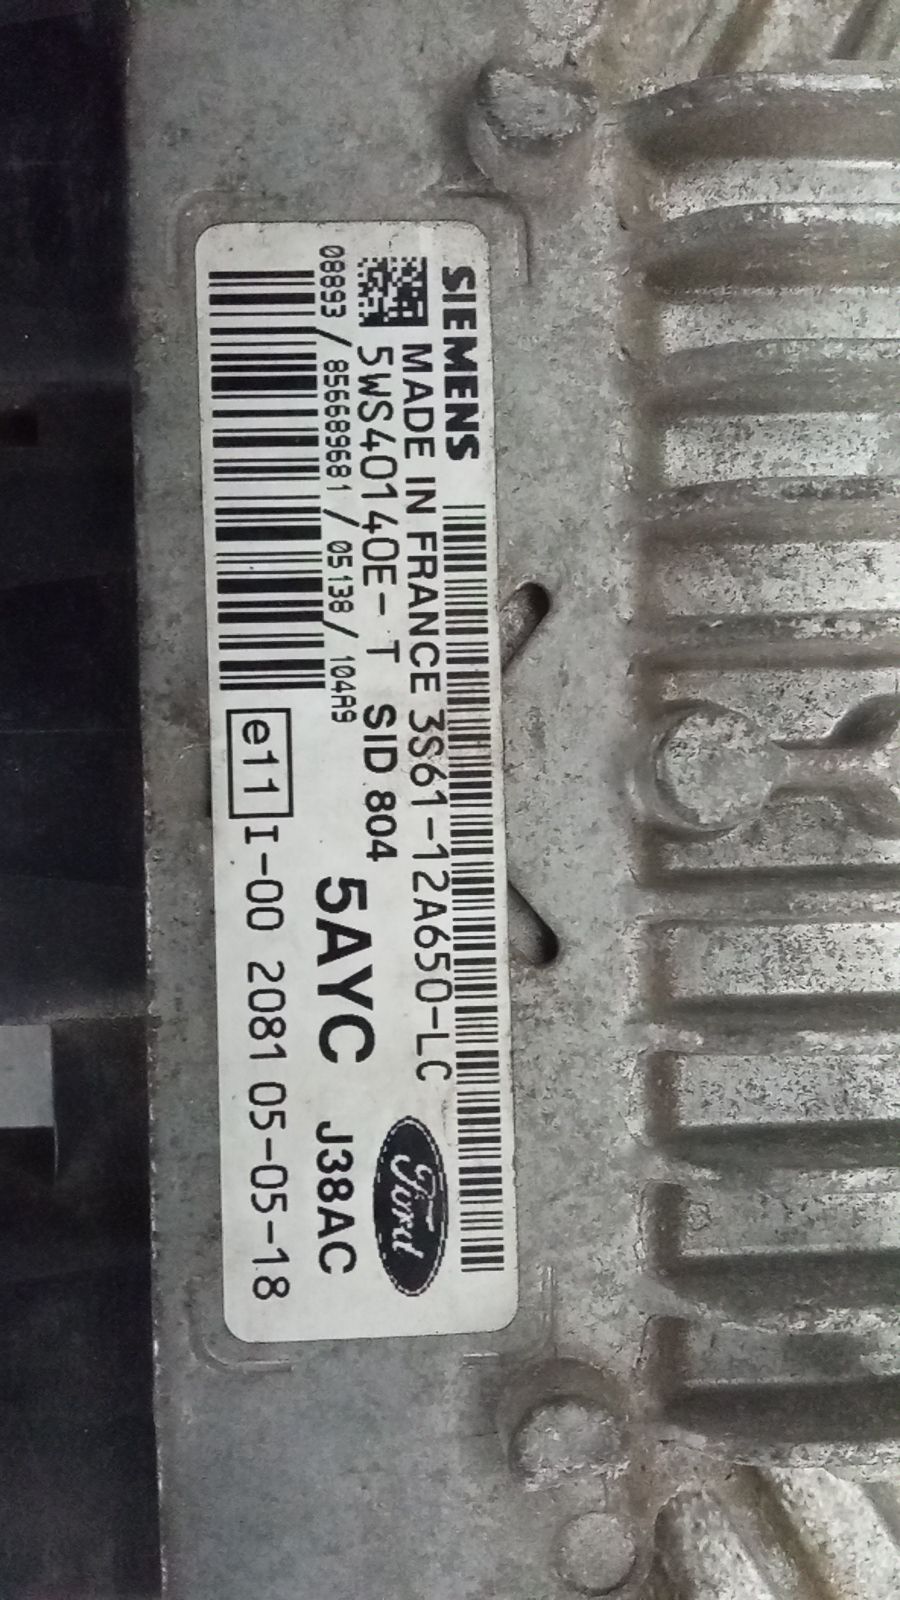 SIEMENS
MADE IN FRANCE 3S61-12A650-LC
5WS40140E-T SID 804
Ford
08893 / 856689681 / 05138 / 104A9
5AYC J38AC
e11 I-00 2081 05-05-18